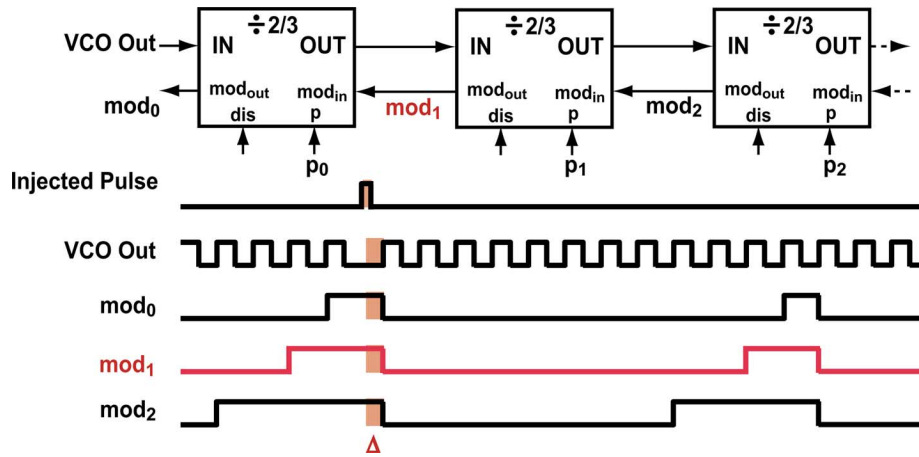 ÷2/3 ÷2/3 ÷2/3
VCO Out IN OUT IN OUT IN OUT
mod0 modout modin mod1 modout modin mod2 modout modin
dis p dis p dis p
p0 p1 p2
Injected Pulse
VCO Out
mod0
mod1
mod2
Δ